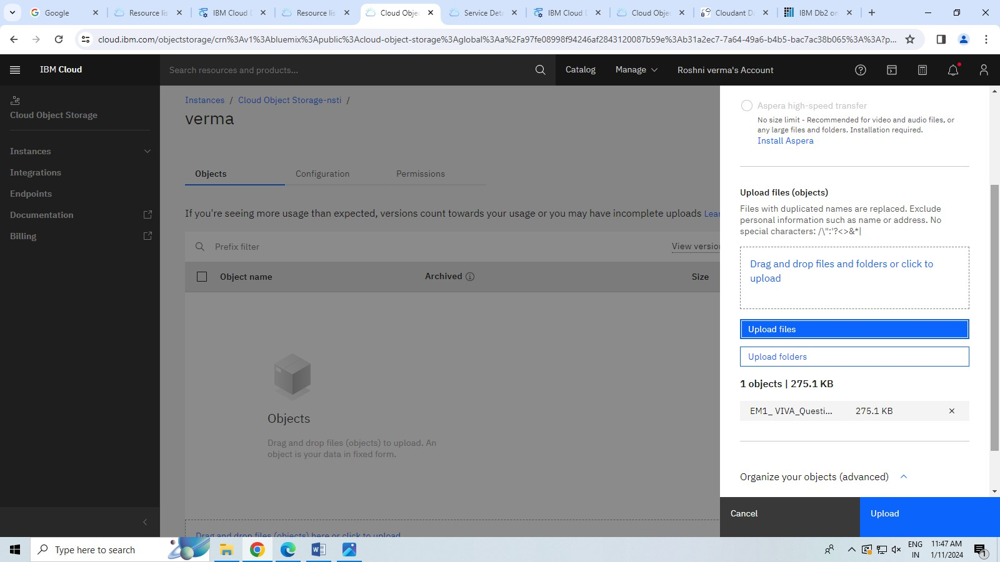 Google
Resource lis
IBM Cloud D
Resource lis
Cloud Objec
Service Deta
IBM Cloud D
Cloud Objec
Cloudant Da
IBM Db2 on
cloud.ibm.com/objectstorage/crn%3Av1%3Abluemix%3Apublic%3Acloud-object-storage%3Aglobal%3Aa%2Fa97fe08998f94246af2843120087b59e%3Ab31a2ec7-7a64-49a6-b4b5-bac7ac38b065%3A%3A?p...
IBM Cloud
Search resources and products...
Catalog
Manage
Roshni verma's Account
Cloud Object Storage
Instances
Integrations
Endpoints
Documentation
Billing
Instances / Cloud Object Storage-nsti /
verma
Objects
Configuration
Permissions
If you're seeing more usage than expected, versions count towards your usage or you may have incomplete uploads Lear
Prefix filter
View version
Object name
Archived
Size
Objects
Drag and drop files (objects) to upload. An
object is your data in fixed form.
Drag and drop files (objects) here or click to upload
Aspera high-speed transfer
No size limit - Recommended for video and audio files, or
any large files and folders. Installation required.
Install Aspera
Upload files (objects)
Files with duplicated names are replaced. Exclude
personal information such as name or address. No
special characters: /\":'?<>&*|
Drag and drop files and folders or click to
upload
Upload files
Upload folders
1 objects | 275.1 KB
EM1_ VIVA_Questi... 275.1 KB
Organize your objects (advanced)
Cancel
Upload
Type here to search
ENG
IN
11:47 AM
1/11/2024
1